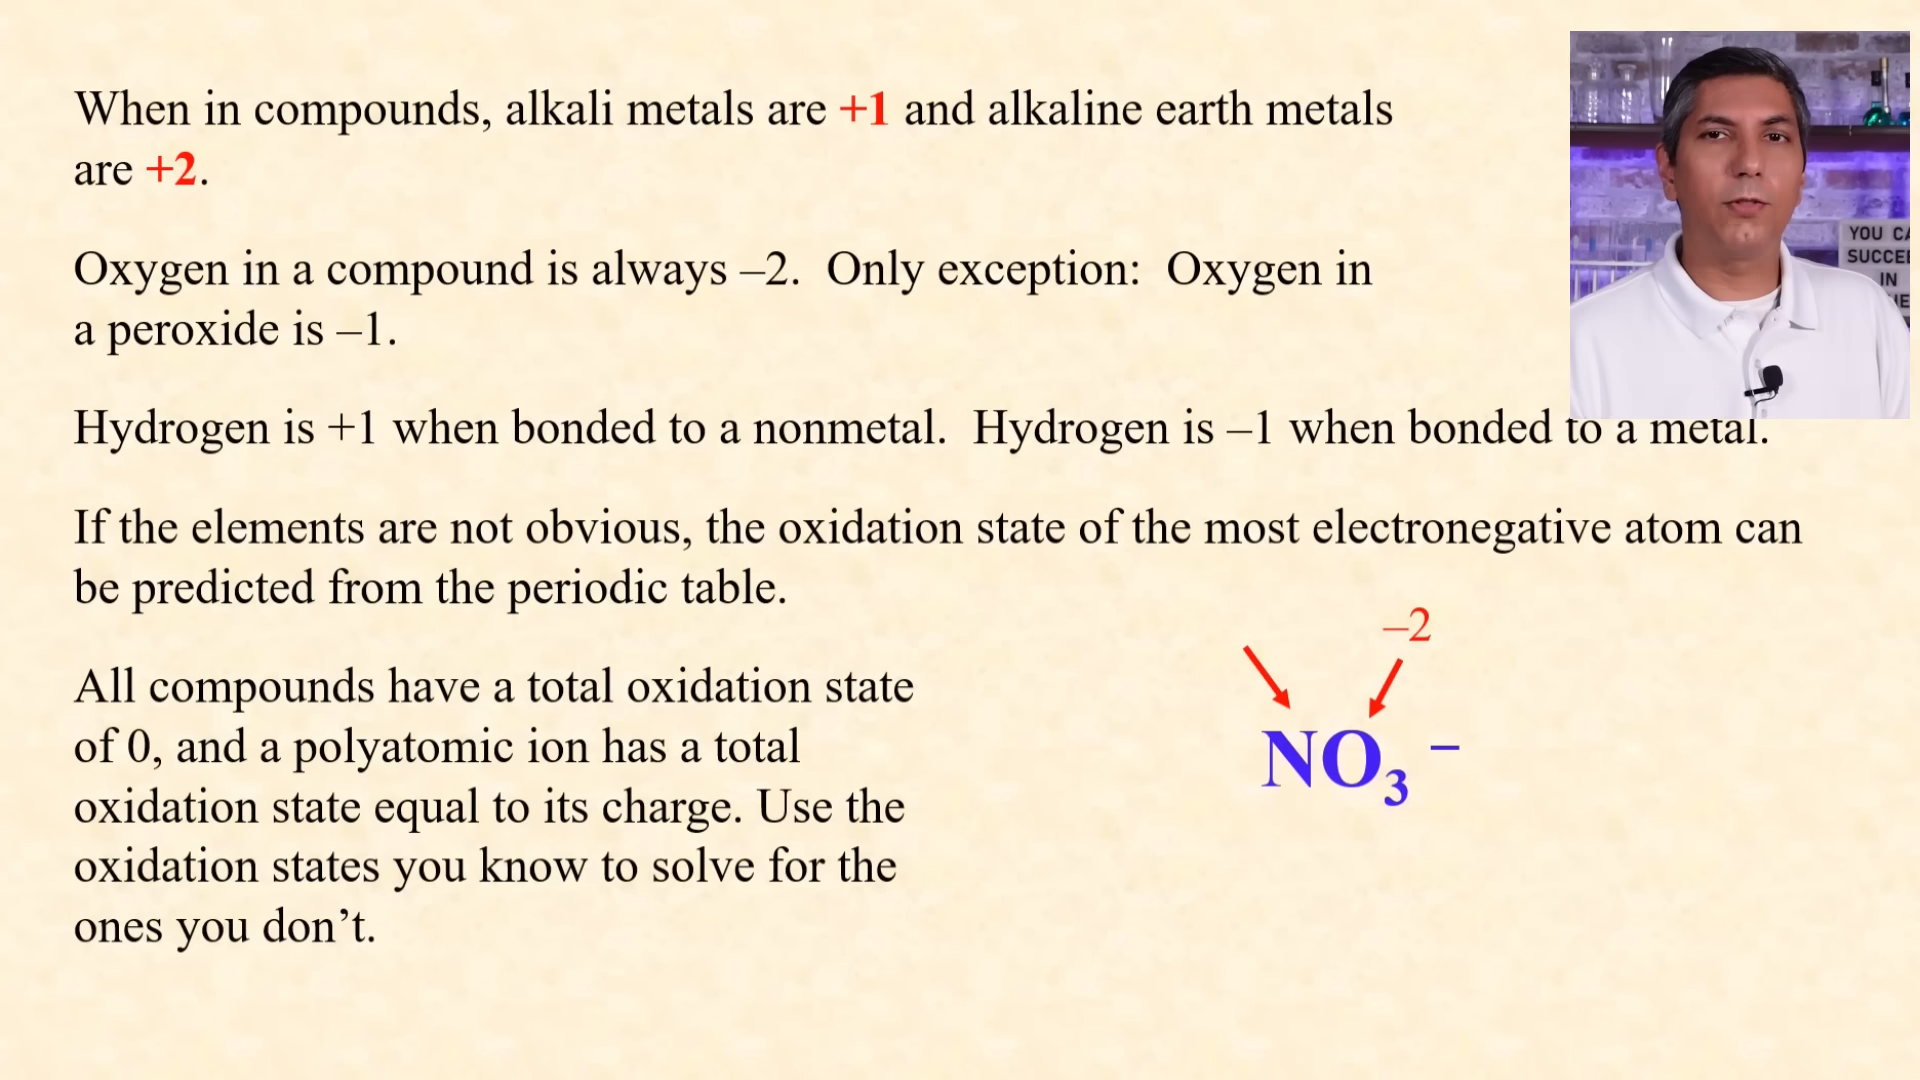 When in compounds, alkali metals are +1 and alkaline earth metals
are +2.
Oxygen in a compound is always –2. Only exception: Oxygen in
a peroxide is –1.
YOU
SUCCE
IN
Hydrogen is +1 when bonded to a nonmetal. Hydrogen is –1 when bonded to a metal.
If the elements are not obvious, the oxidation state of the most electronegative atom can
be predicted from the periodic table.
–2
NO₃ –
All compounds have a total oxidation state
of 0, and a polyatomic ion has a total
oxidation state equal to its charge. Use the
oxidation states you know to solve for the
ones you don’t.